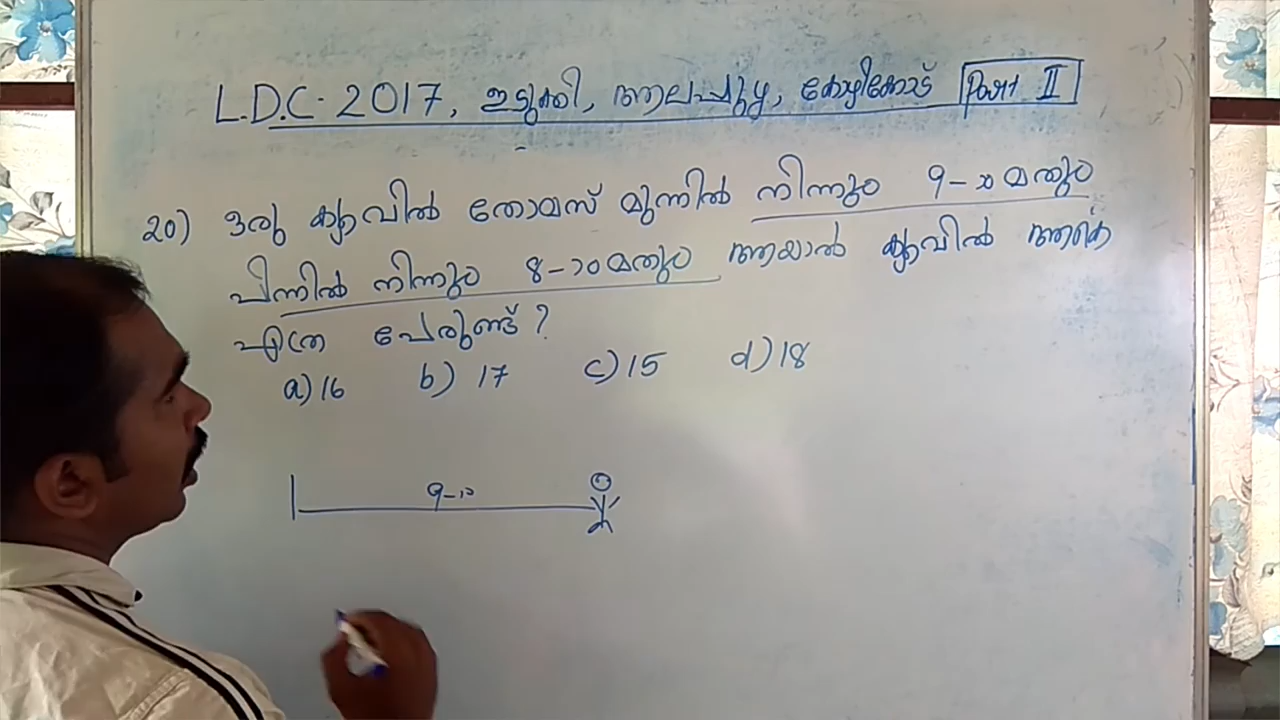 L.D.C. 2017, ഇടുക്കി, ആലപ്പുഴ, കോഴിക്കോട് Part II
20) ഒരു ക്യൂവിൽ തോമസ് മുന്നിൽ നിന്നും 9-ാമതും
പിന്നിൽ നിന്നും 8-ാമതും ആയാൽ ക്യൂവിൽ ആകെ
എത്ര പേരുണ്ട്?
a) 16 b) 17 c) 15 d) 18
9-ാം